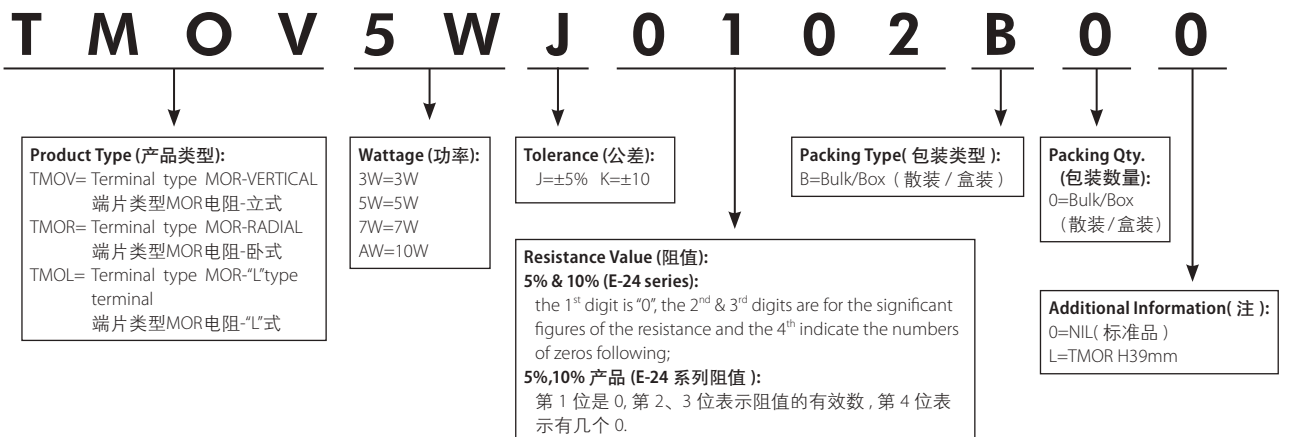 T M O V 5 W J 0 1 0 2 B 0 0
Product Type (产品类型):
TMOV= Terminal type MOR-VERTICAL
端片类型MOR电阻-立式
TMOR= Terminal type MOR-RADIAL
端片类型MOR电阻-卧式
TMOL= Terminal type MOR-“L”type
terminal
端片类型MOR电阻-“L”式
Wattage (功率):
3W=3W
5W=5W
7W=7W
AW=10W
Tolerance (公差):
J=±5% K=±10
Resistance Value (阻值):
5% & 10% (E-24 series):
the 1st digit is “0”, the 2nd & 3rd digits are for the significant
figures of the resistance and the 4th indicate the numbers
of zeros following;
5%,10% 产品 (E-24 系列阻值 ):
第 1 位是 0, 第 2、3 位表示阻值的有效数 , 第 4 位表
示有几个 0.
Packing Type( 包装类型 ):
B=Bulk/Box ( 散装 / 盒装 )
Packing Qty.
(包装数量):
0=Bulk/Box
(散装/盒装)
Additional Information( 注 ):
0=NIL( 标准品 )
L=TMOR H39mm